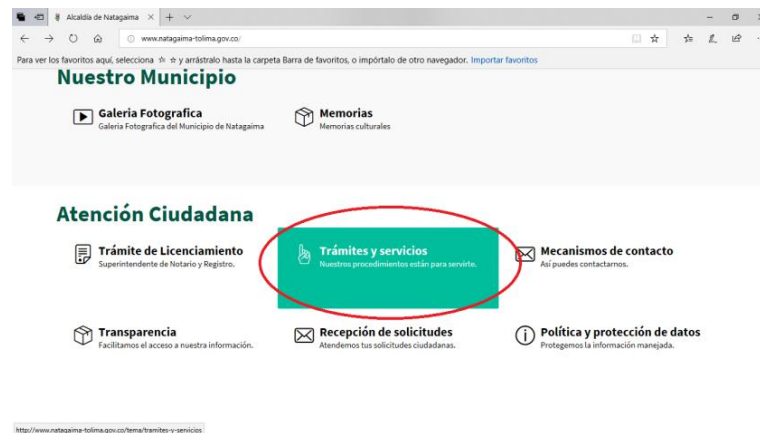 Alcaldía de Natagaima
www.natagaima-tolima.gov.co/
Para ver los favoritos aquí, selecciona y arrástralo hasta la carpeta Barra de favoritos, o impórtalo de otro navegador. Importar favoritos
Nuestro Municipio
Galeria Fotografica
Galeria Fotografica del Municipio de Natagaima
Memorias
Memorias culturales
Atención Ciudadana
Trámite de Licenciamiento
Superintendente de Notario y Registro.
Trámites y servicios
Nuestros procedimientos están para servirte.
Mecanismos de contacto
Así puedes contactarnos.
Transparencia
Facilitamos el acceso a nuestra información.
Recepción de solicitudes
Atendemos tus solicitudes ciudadanas.
Política y protección de datos
Protegemos la información manejada.
http://www.natagaima-tolima.gov.co/tema/tramites-y-servicios